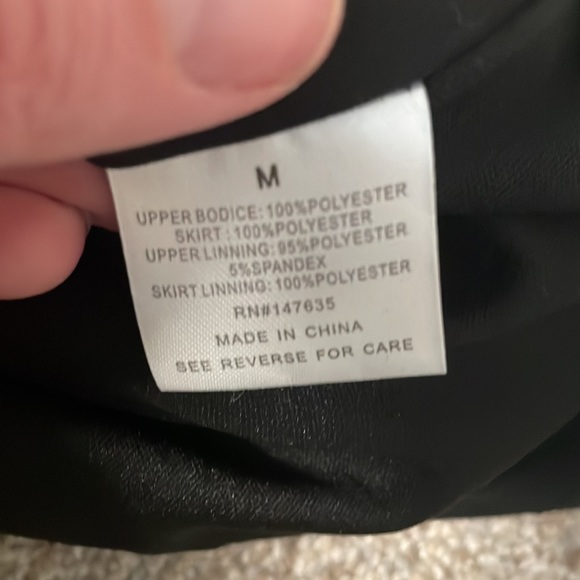 M
UPPER BODICE:100%POLYESTER
SKIRT:100%POLYESTER
UPPER LINNING:95%POLYESTER
5%SPANDEX
SKIRT LINNING:100%POLYESTER
RN#147635
MADE IN CHINA
SEE REVERSE FOR CARE